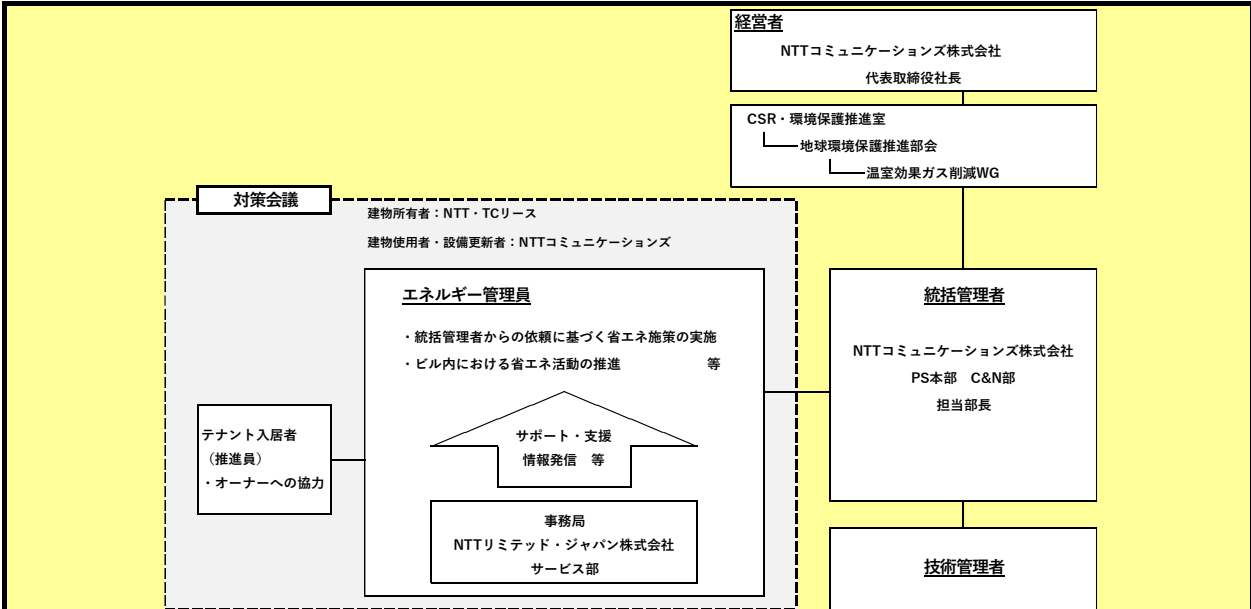 経営者
NTTコミュニケーションズ株式会社
代表取締役社長
CSR・環境保護推進室
地球環境保護推進部会
温室効果ガス削減WG
対策会議
建物所有者：NTT・TCリース
建物使用者・設備更新者：NTTコミュニケーションズ
エネルギー管理員
・統括管理者からの依頼に基づく省エネ施策の実施
・ビル内における省エネ活動の推進　等
サポート・支援
情報発信　等
事務局
NTTリミテッド・ジャパン株式会社
サービス部
テナント入居者
（推進員）
・オーナーへの協力
統括管理者
NTTコミュニケーションズ株式会社
PS本部　C&N部
担当部長
技術管理者